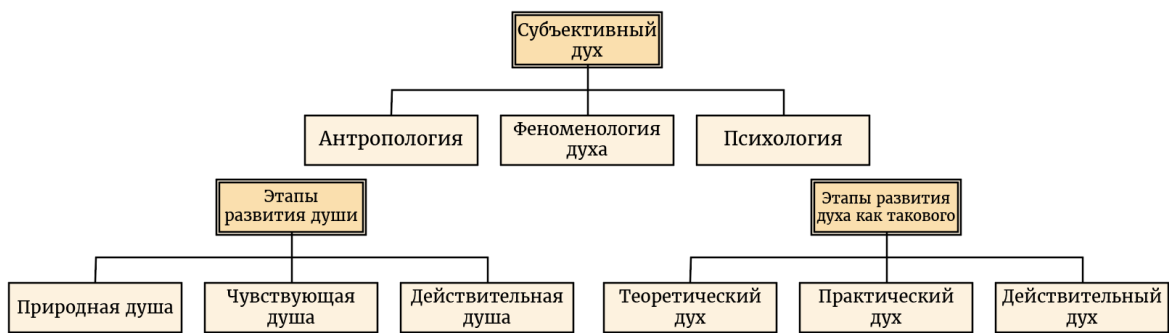 Субъективный
дух
Антропология
Феноменология
духа
Психология
Этапы
развития души
Этапы развития
духа как такового
Природная душа
Чувствующая
душа
Действительная
душа
Теоретический
дух
Практический
дух
Действительный
дух